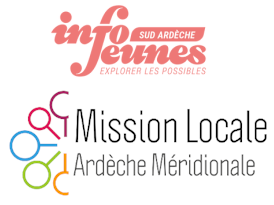 info
SUD ARDÈCHE
Jeunes
EXPLORER LES POSSIBLES
Mission Locale
Ardèche Méridionale